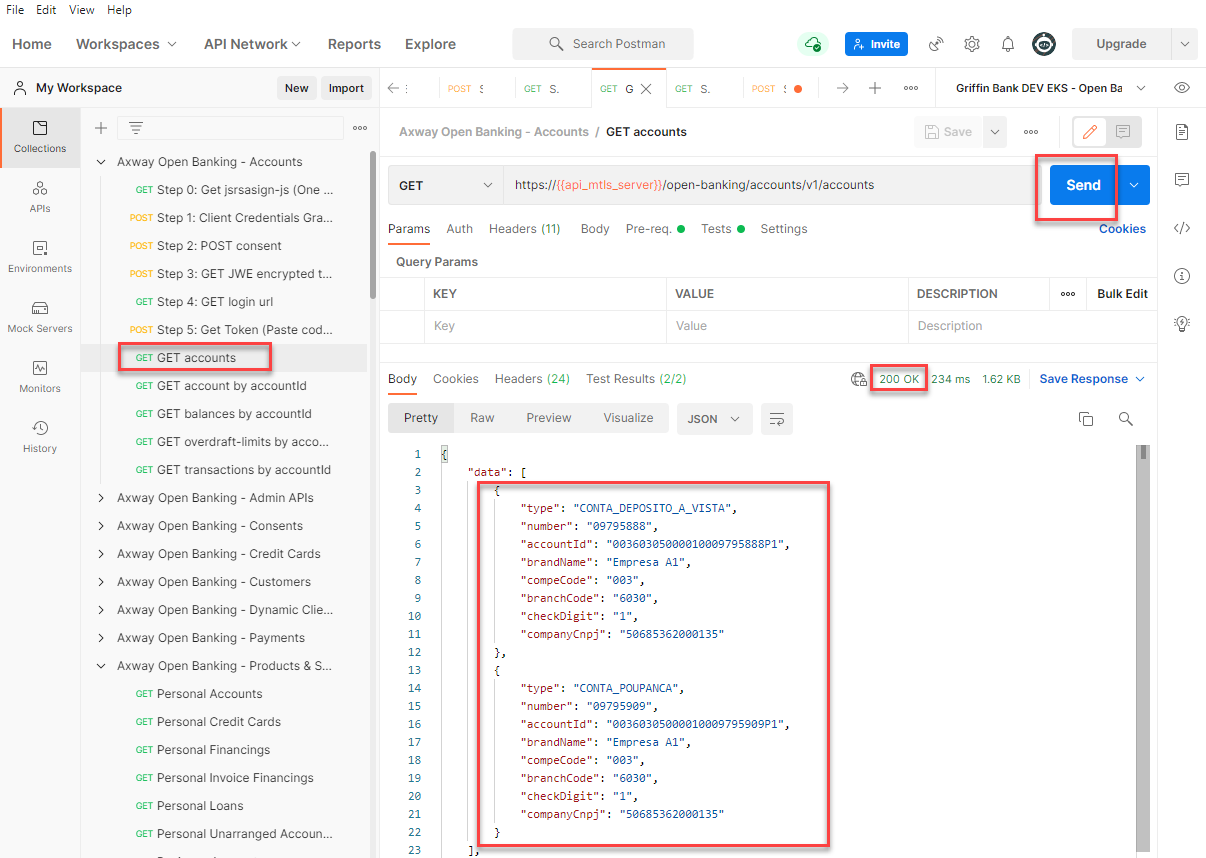 File Edit View Help
Home Workspaces API Network Reports Explore Search Postman Invite Upgrade
My Workspace New Import
POST S
GET S.
GET G
GET S.
POST
Griffin Bank DEV EKS - Open Ba
Collections
APIs
Environments
Mock Servers
Monitors
History
Axway Open Banking - Accounts
GET Step 0: Get jsrsasign-js (One ...
POST Step 1: Client Credentials Gra...
POST Step 2: POST consent
POST Step 3: GET JWE encrypted t...
GET Step 4: GET login url
POST Step 5: Get Token (Paste cod...
GET GET accounts
GET GET account by accountId
GET GET balances by accountId
GET GET overdraft-limits by acco...
GET GET transactions by accountId
Axway Open Banking - Admin APIs
Axway Open Banking - Consents
Axway Open Banking - Credit Cards
Axway Open Banking - Customers
Axway Open Banking - Dynamic Clie...
Axway Open Banking - Payments
Axway Open Banking - Products & S...
GET Personal Accounts
GET Personal Credit Cards
GET Personal Financings
GET Personal Invoice Financings
GET Personal Loans
GET Personal Unarranged Accoun...
Axway Open Banking - Accounts / GET accounts
Save
GET https://{{api_mtls_server}}/open-banking/accounts/v1/accounts Send
Params Auth Headers (11) Body Pre-req. Tests Settings Cookies
Query Params
KEY VALUE DESCRIPTION Bulk Edit
Key Value Description
Body Cookies Headers (24) Test Results (2/2) 200 OK 234 ms 1.62 KB Save Response
Pretty Raw Preview Visualize JSON
1 {
2 "data": [
3 {
4 "type": "CONTA_DEPOSITO_A_VISTA",
5 "number": "09795888",
6 "accountId": "00360305000010009795888P1",
7 "brandName": "Empresa A1",
8 "compeCode": "003",
9 "branchCode": "6030",
10 "checkDigit": "1",
11 "companyCnpj": "50685362000135"
12 },
13 {
14 "type": "CONTA_POUPANCA",
15 "number": "09795909",
16 "accountId": "00360305000010009795909P1",
17 "brandName": "Empresa A1",
18 "compeCode": "003",
19 "branchCode": "6030",
20 "checkDigit": "1",
21 "companyCnpj": "50685362000135"
22 }
23 ],